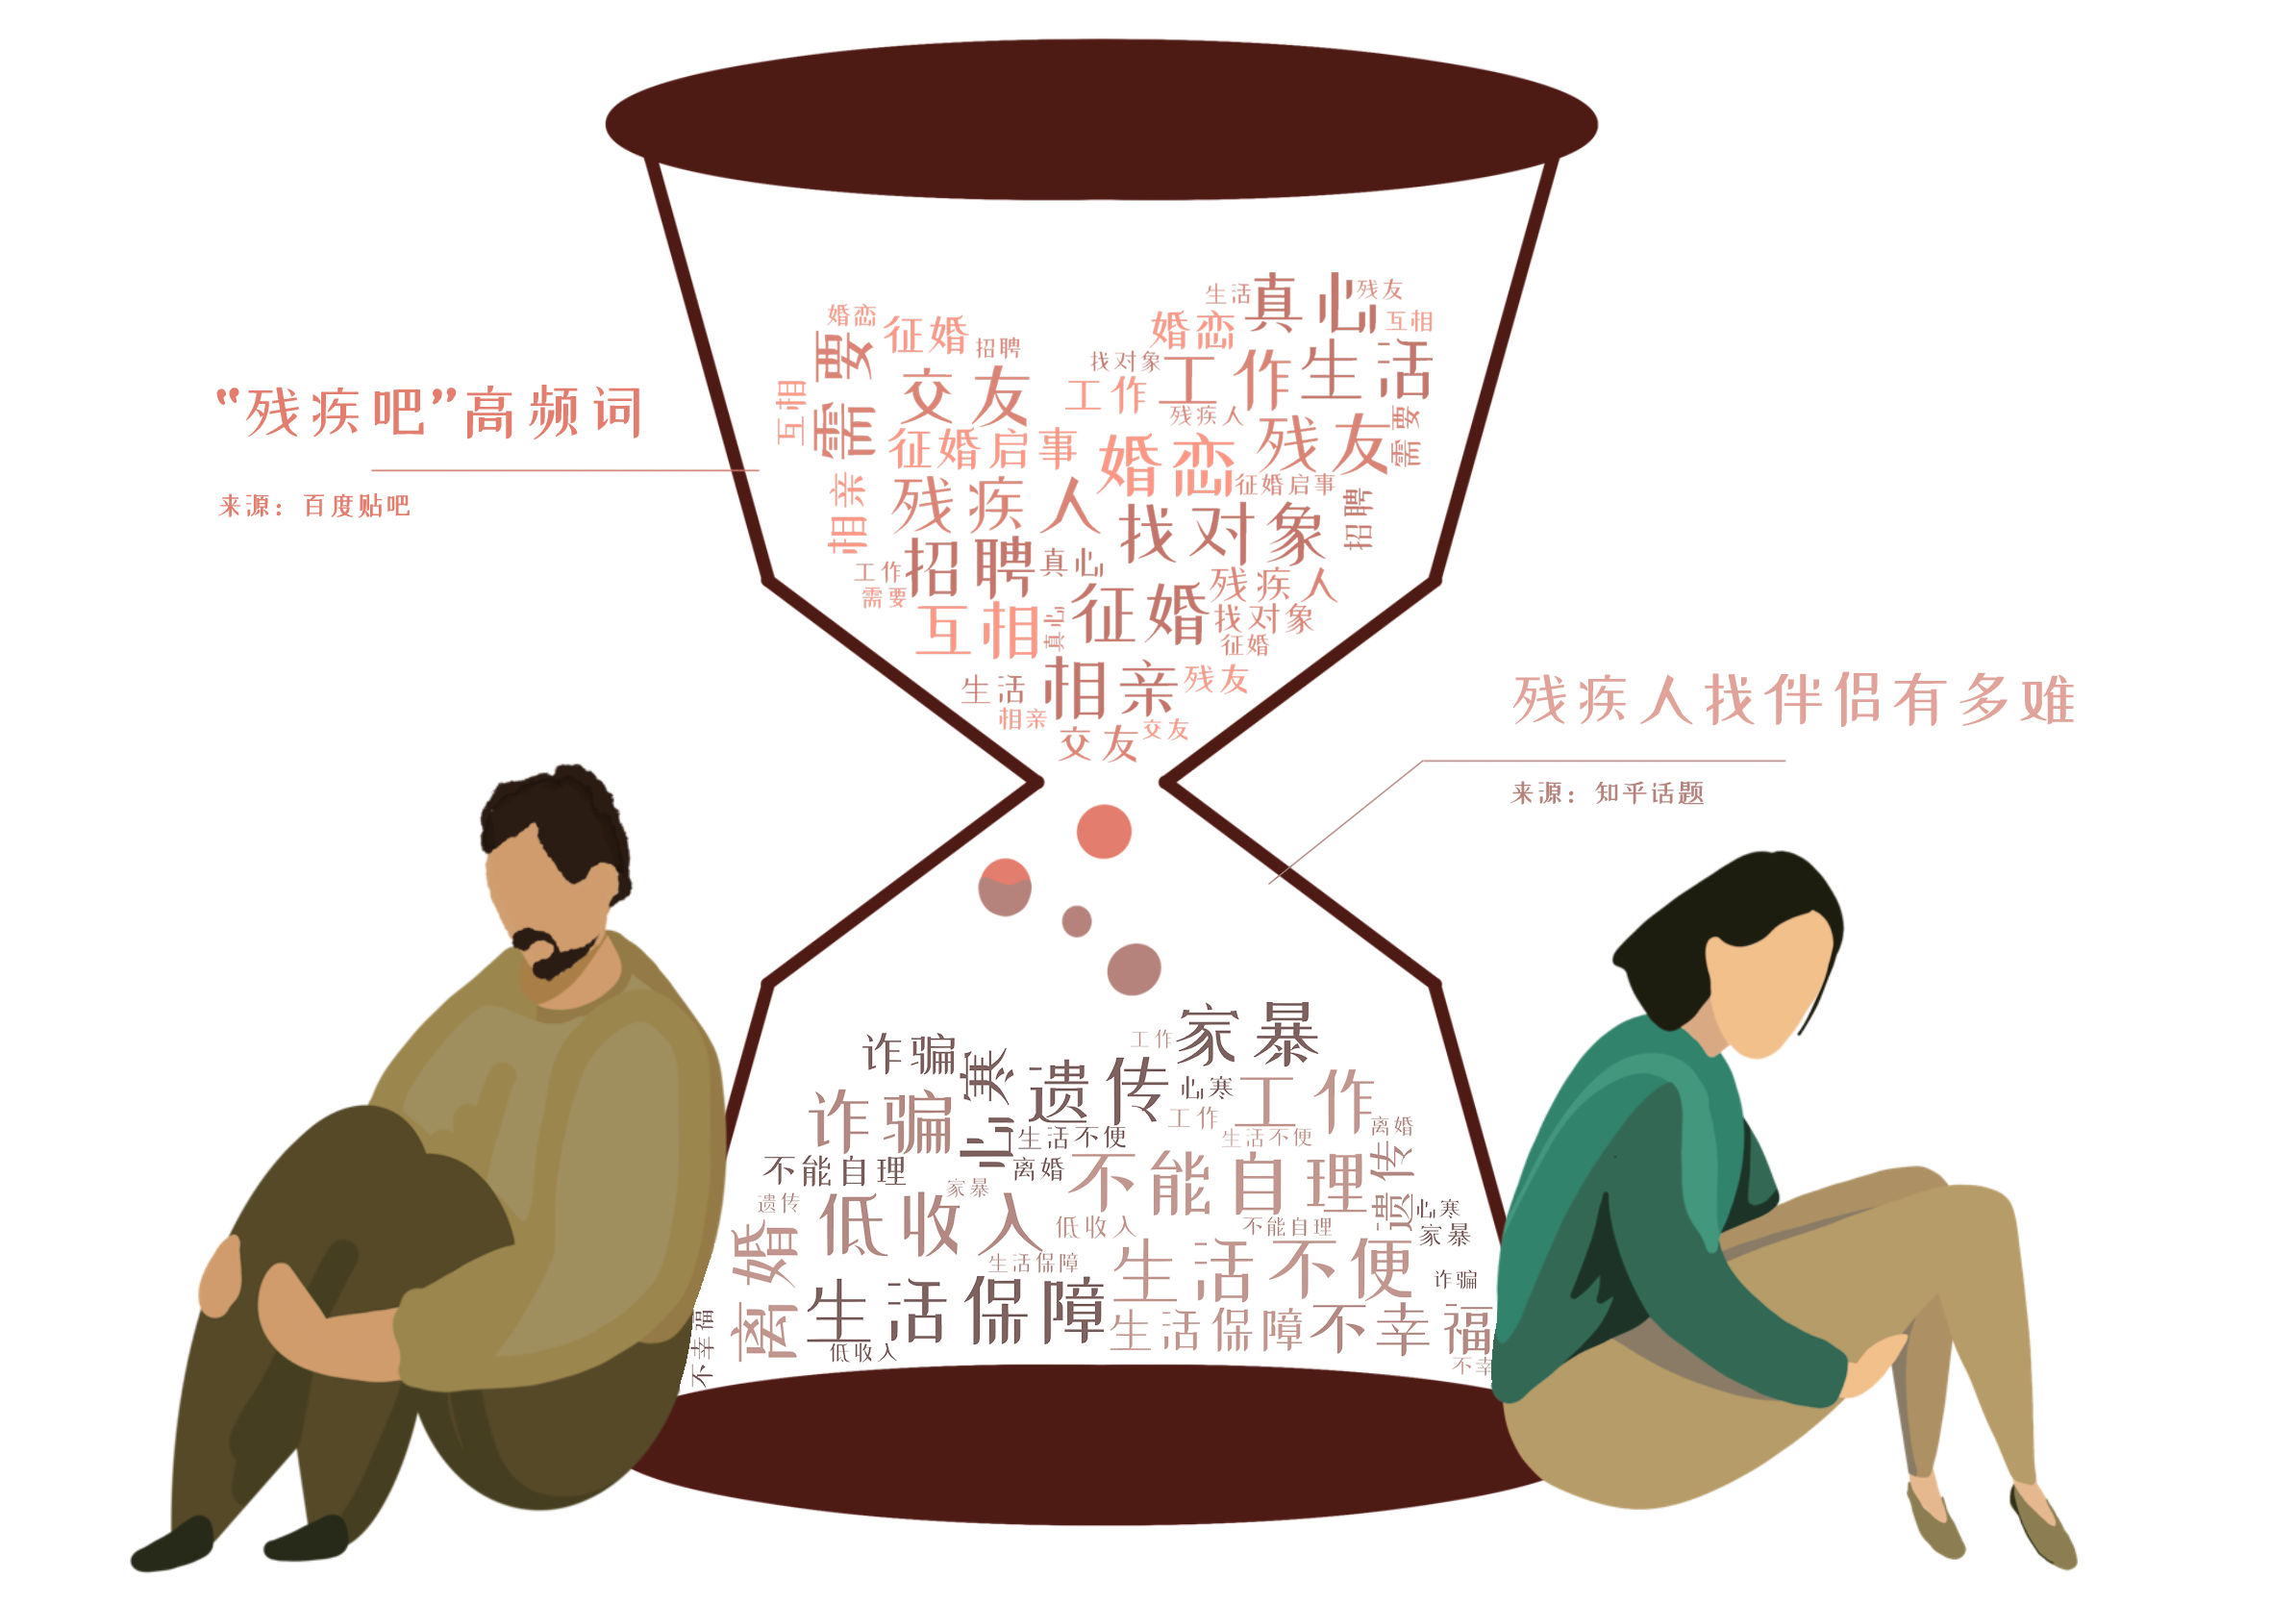 “残疾吧”高频词
来源：百度贴吧
生活 真心 残友
婚恋 征婚 招聘 婚恋 互相
需要 找对象 工作 生活
互相 交友 工作 残疾人 残友 需要
征婚启事 婚恋 征婚启事
相亲 残疾人 找对象 招聘
工作 招聘 真心 残疾人
需要 征婚 找对象
互相 真心 征婚
生活 相亲 残友
相亲 交友 交友
残疾人找伴侣有多难
来源：知乎话题
诈骗 工作 家暴
心寒 遗传 心寒 工作
诈骗 工作 离婚
生活不便 生活不便
不能自理 离婚 不能自理 遗传
遗传 家暴 心寒
低收入 低收入 不能自理 家暴
离婚 生活保障 生活不便 诈骗
生活保障 生活保障 不幸福
不幸福 低收入 不幸